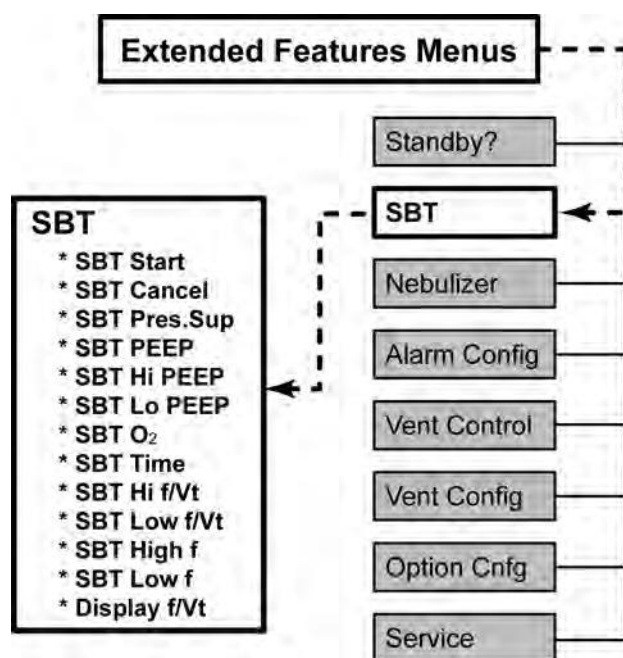 Extended Features Menus
Standby?
SBT
Nebulizer
Alarm Config
Vent Control
Vent Config
Option Cnfg
Service
SBT
* SBT Start
* SBT Cancel
* SBT Pres.Sup
* SBT PEEP
* SBT Hi PEEP
* SBT Lo PEEP
* SBT O₂
* SBT Time
* SBT Hi f/Vt
* SBT Low f/Vt
* SBT High f
* SBT Low f
* Display f/Vt